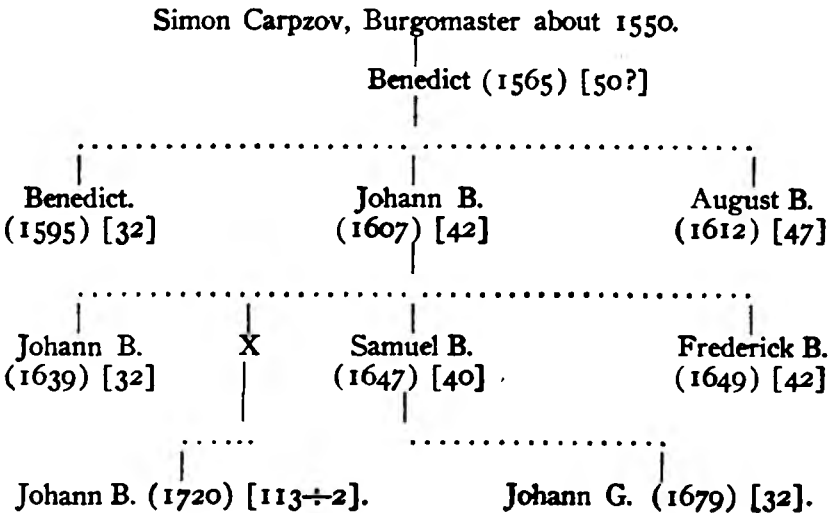 Simon Carpzov, Burgomaster about 1550.
Benedict (1565) [50?]
Benedict. Johann B. August B.
(1595) [32] (1607) [42] (1612) [47]
Johann B. X Samuel B. Frederick B.
(1639) [32] (1647) [40] (1649) [42]
Johann B. (1720) [113÷2]. Johann G. (1679) [32].